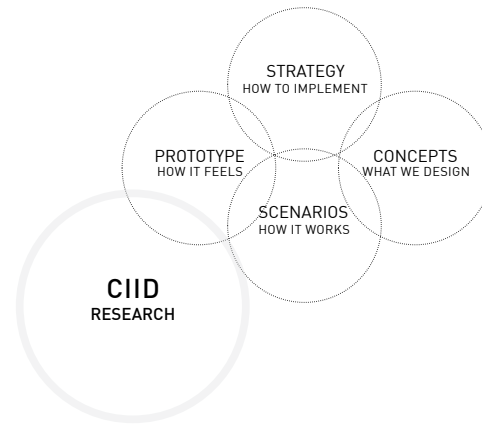 STRATEGY
HOW TO IMPLEMENT
PROTOTYPE
HOW IT FEELS
CONCEPTS
WHAT WE DESIGN
SCENARIOS
HOW IT WORKS
CIID
RESEARCH